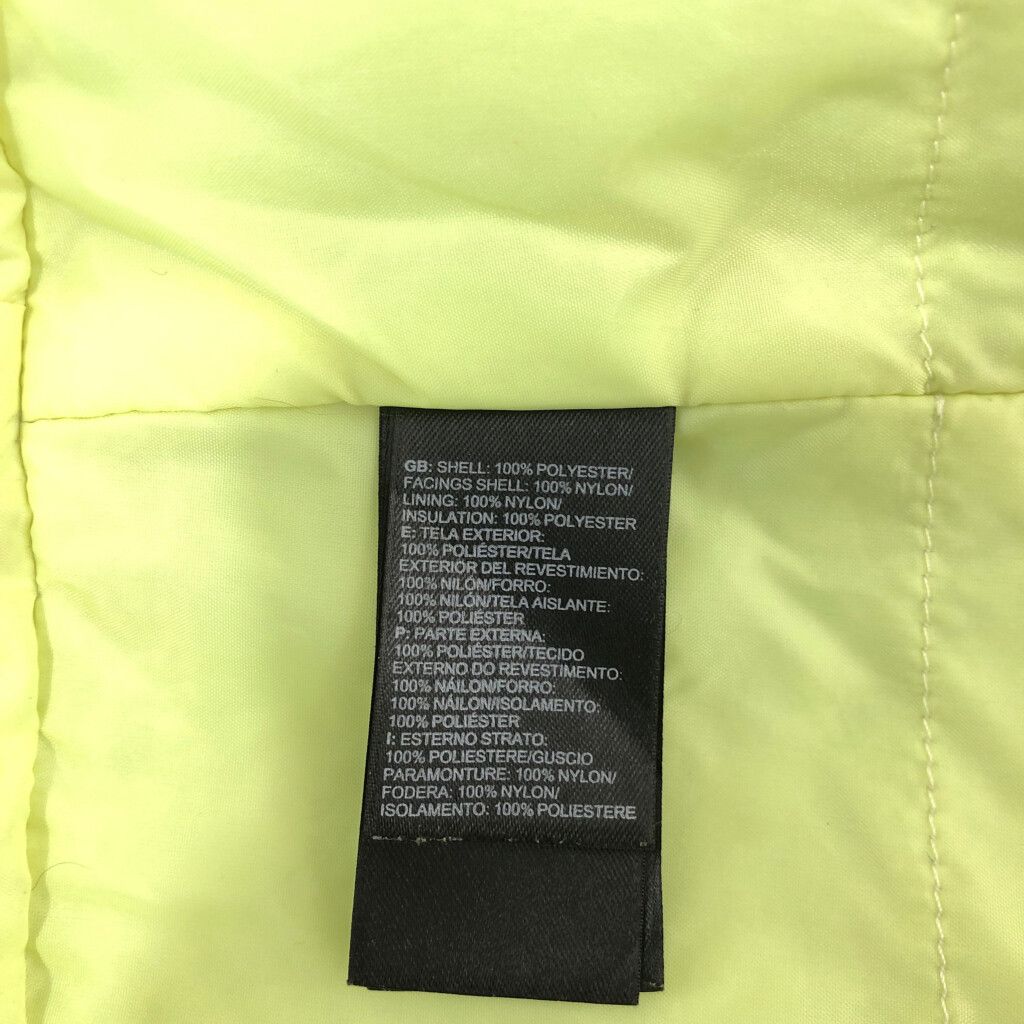 GB: SHELL: 100% POLYESTER/
FACINGS SHELL: 100% NYLON/
LINING: 100% NYLON/
INSULATION: 100% POLYESTER
E: TELA EXTERIOR:
100% POLIÉSTER/TELA
EXTERIOR DEL REVESTIMIENTO:
100% NILÓN/FORRO:
100% NILÓN/TELA AISLANTE:
100% POLIÉSTER
P: PARTE EXTERNA:
100% POLIÉSTER/TECIDO
EXTERNO DO REVESTIMENTO:
100% NÁILON/FORRO:
100% NÁILON/ISOLAMENTO:
100% POLIÉSTER
I: ESTERNO STRATO:
100% POLIESTERE/GUSCIO
PARAMONTURE: 100% NYLON/
FODERA: 100% NYLON/
ISOLAMENTO: 100% POLIESTERE